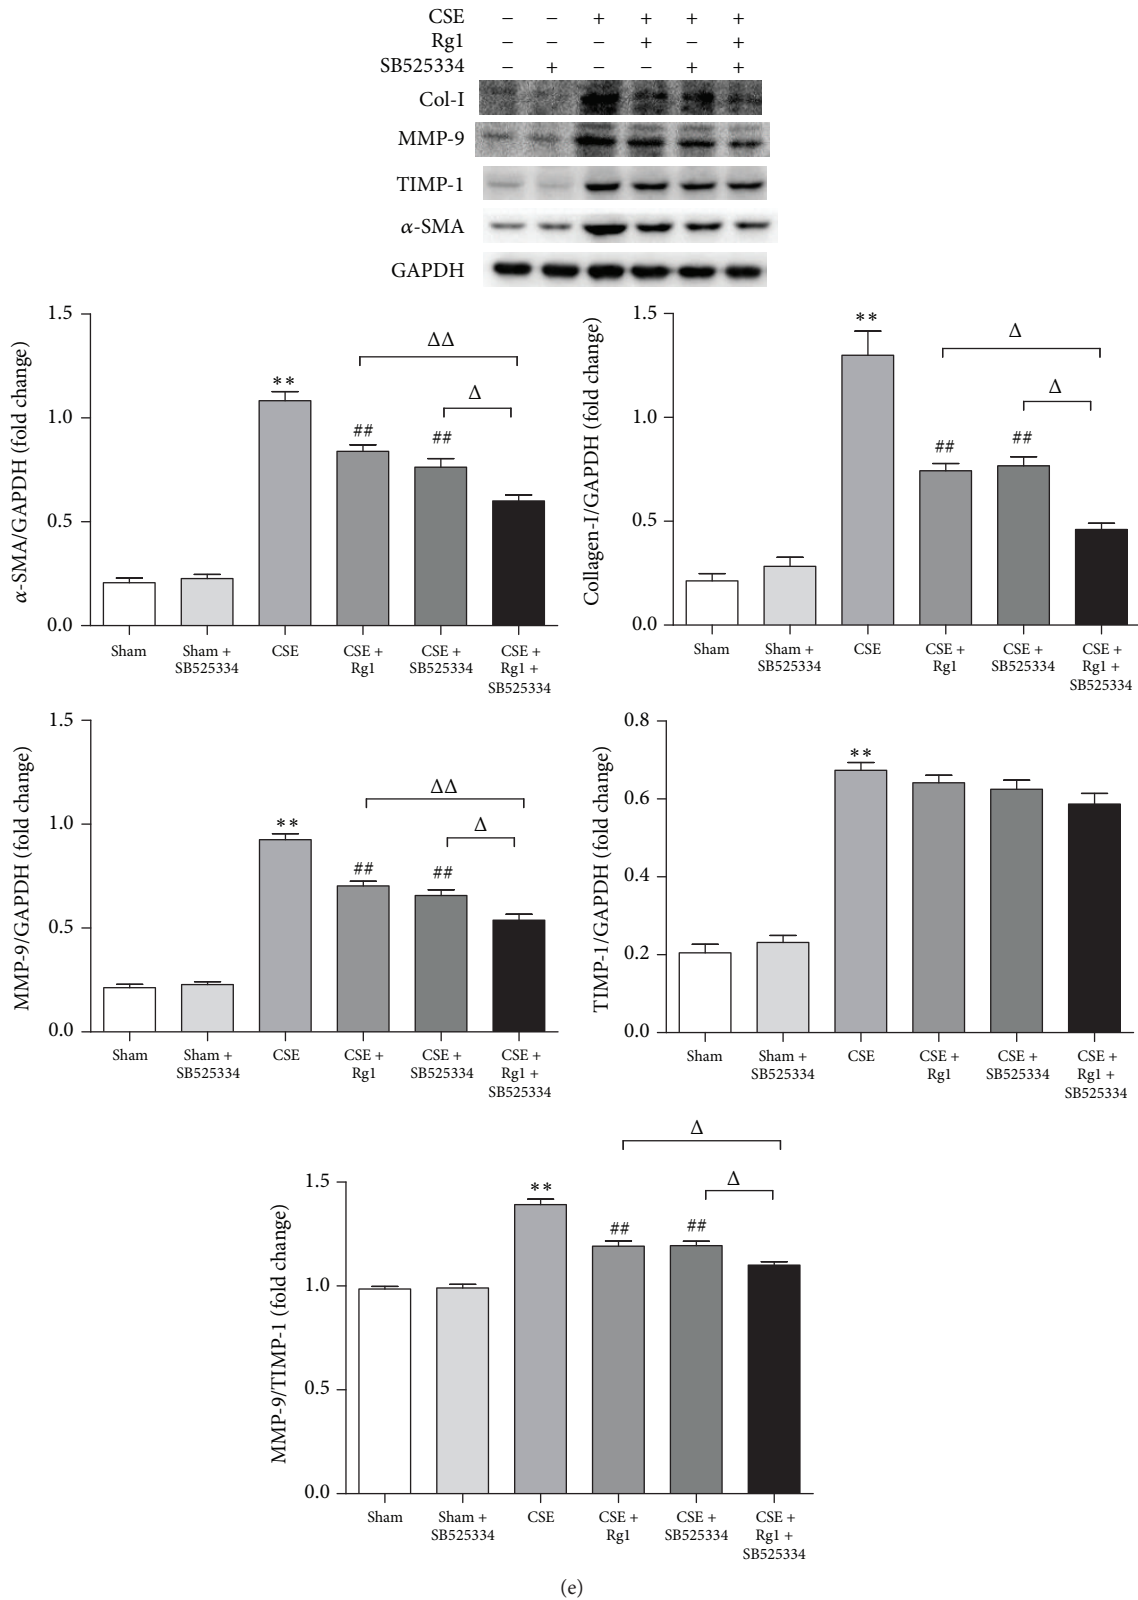 CSE − − + + + +
Rg1 − − − + − +
SB525334 − + − − + +
Col-I
MMP-9
TIMP-1
α-SMA
GAPDH
α-SMA/GAPDH (fold change)
1.5
1.0
0.5
0.0
**
##
##
ΔΔ
Δ
Sham
Sham +
SB525334
CSE
CSE +
Rg1
CSE +
SB525334
CSE +
Rg1 +
SB525334
Collagen-I/GAPDH (fold change)
1.5
1.0
0.5
0.0
**
##
##
Δ
Δ
Sham
Sham +
SB525334
CSE
CSE +
Rg1
CSE +
SB525334
CSE +
Rg1 +
SB525334
MMP-9/GAPDH (fold change)
1.5
1.0
0.5
0.0
**
##
##
ΔΔ
Δ
Sham
Sham +
SB525334
CSE
CSE +
Rg1
CSE +
SB525334
CSE +
Rg1 +
SB525334
TIMP-1/GAPDH (fold change)
0.8
0.6
0.4
0.2
0.0
**
Sham
Sham +
SB525334
CSE
CSE +
Rg1
CSE +
SB525334
CSE +
Rg1 +
SB525334
MMP-9/TIMP-1 (fold change)
1.5
1.0
0.5
0.0
**
##
##
Δ
Δ
Sham
Sham +
SB525334
CSE
CSE +
Rg1
CSE +
SB525334
CSE +
Rg1 +
SB525334
(e)